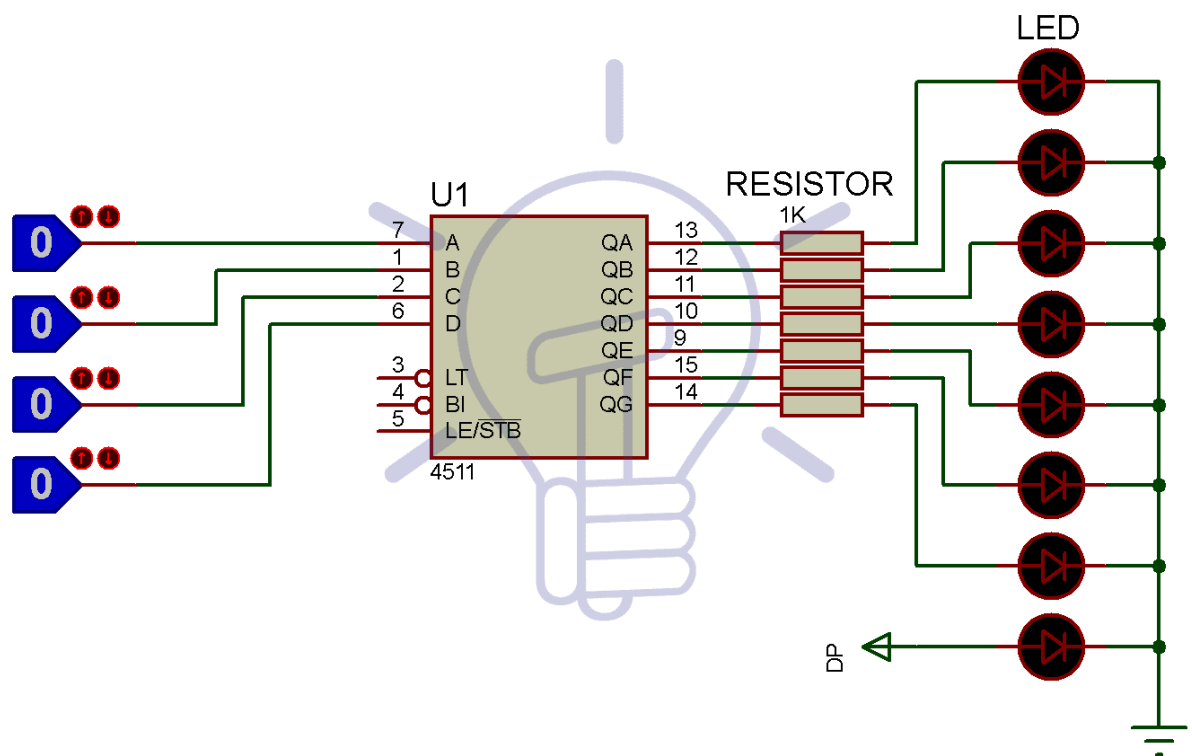 LED
RESISTOR
1K
U1
0
0
0
0
7 A QA 13
1 B QB 12
2 C QC 11
6 D QD 10
QE 9
3 LT QF 15
4 BI QG 14
5 LE/STB
4511
DP